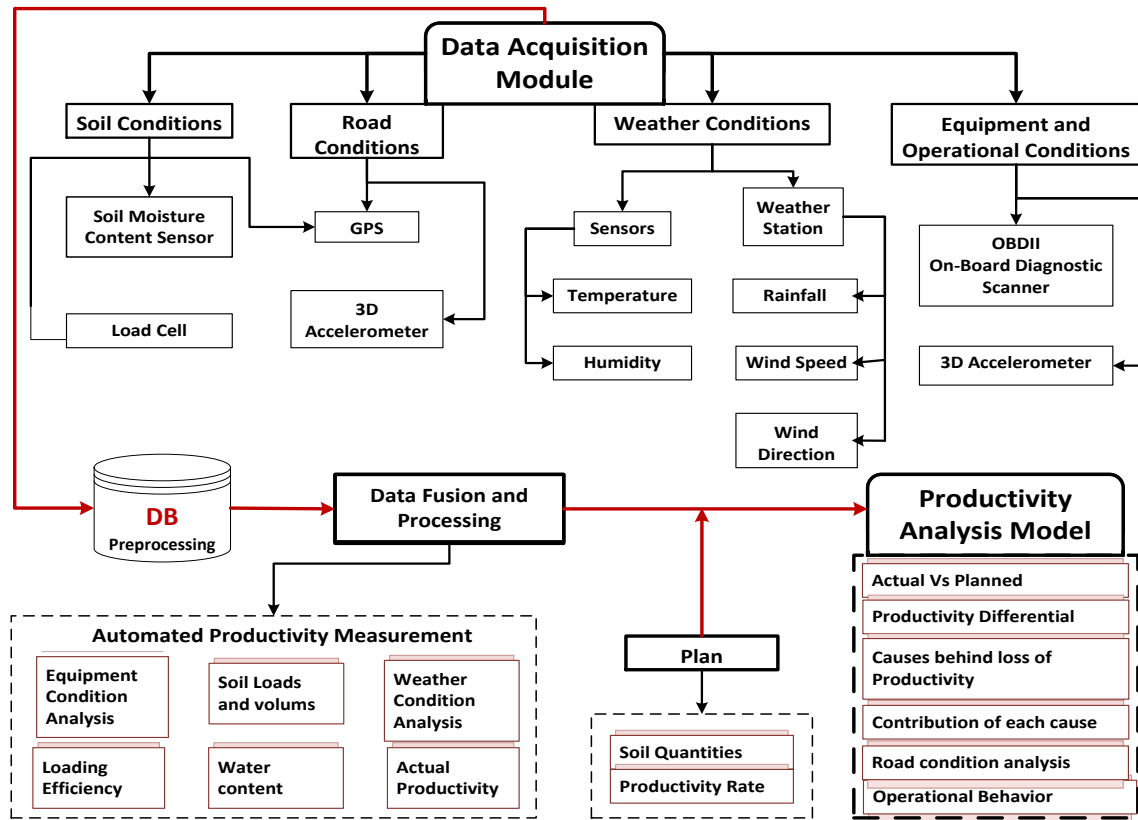 Data Acquisition
Module
Soil Conditions
Road
Conditions
Weather Conditions
Equipment and
Operational Conditions
Soil Moisture
Content Sensor
GPS
Sensors
Weather
Station
OBDII
On-Board Diagnostic
Scanner
Load Cell
3D
Accelerometer
Temperature
Humidity
Rainfall
Wind Speed
Wind
Direction
3D Accelerometer
DB
Preprocessing
Data Fusion and
Processing
Productivity
Analysis Model
Actual Vs Planned
Productivity Differential
Causes behind loss of
Productivity
Contribution of each cause
Road condition analysis
Operational Behavior
Automated Productivity Measurement
Equipment
Condition
Analysis
Soil Loads
and volums
Weather
Condition
Analysis
Loading
Efficiency
Water
content
Actual
Productivity
Plan
Soil Quantities
Productivity Rate